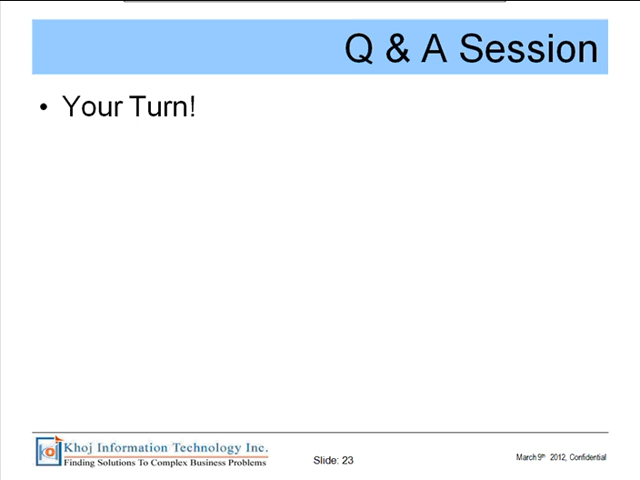 Q & A Session
• Your Turn!
koj Khoj Information Technology Inc.
Finding Solutions To Complex Business Problems
Slide: 23
March 9th 2012, Confidential